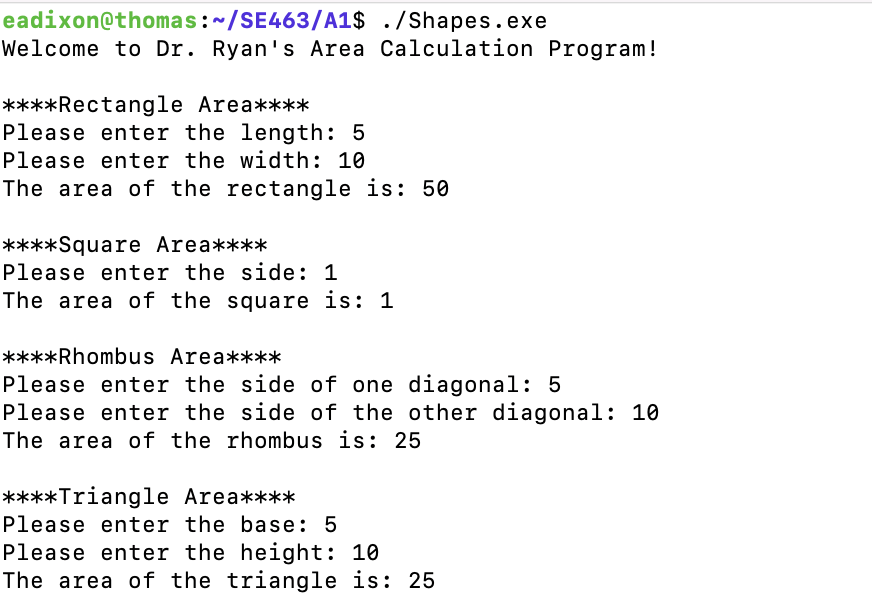 eadixon@thomas:~/SE463/A1$ ./Shapes.exe
Welcome to Dr. Ryan's Area Calculation Program!
****Rectangle Area****
Please enter the length: 5
Please enter the width: 10
The area of the rectangle is: 50
****Square Area****
Please enter the side: 1
The area of the square is: 1
****Rhombus Area****
Please enter the side of one diagonal: 5
Please enter the side of the other diagonal: 10
The area of the rhombus is: 25
****Triangle Area****
Please enter the base: 5
Please enter the height: 10
The area of the triangle is: 25